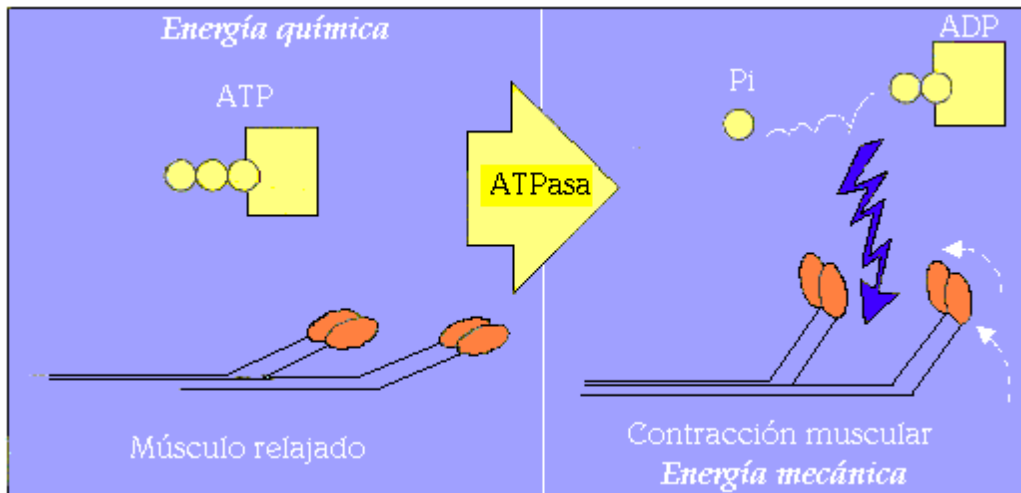 Energía química
ATP
Músculo relajado
ATPasa
ADP
Pi
Contracción muscular
Energía mecánica